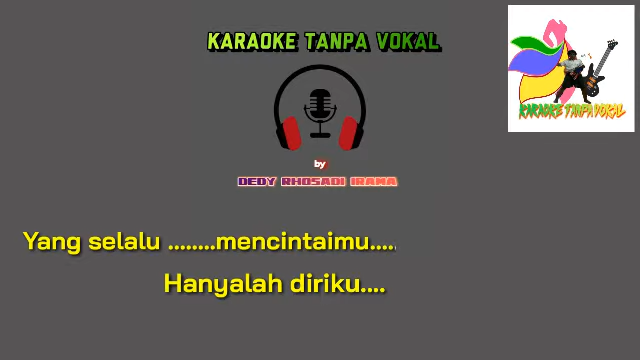 KARAOKE TANPA VOKAL
KARAOKE TANPA VOKAL
by
DEDY RHOSADI IRAMA
Yang selalu ........mencintaimu.....
Hanyalah diriku....